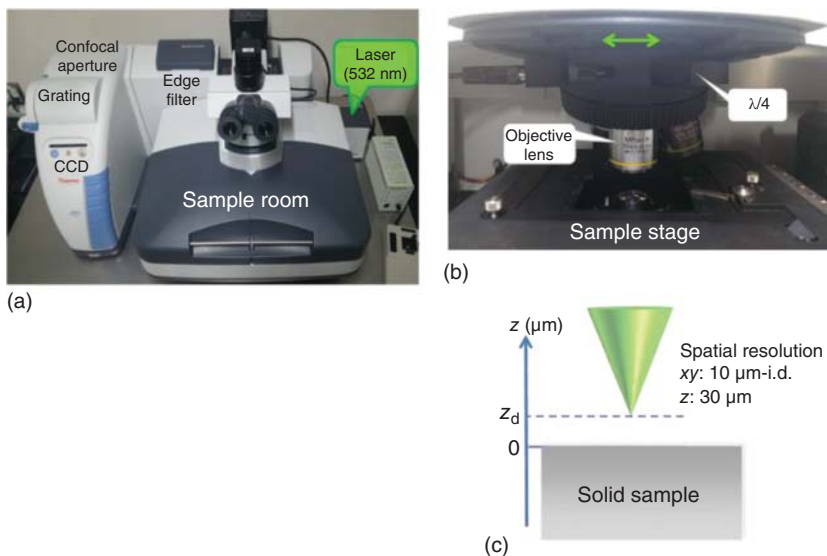 Confocal
aperture
Edge
filter
Laser
(532 nm)
Grating
CCD
Thermo
Sample room
(a)
λ/4
Objective
lens
Sample stage
(b)
z (µm)
Spatial resolution
xy: 10 µm-i.d.
z: 30 µm
zd
0
Solid sample
(c)